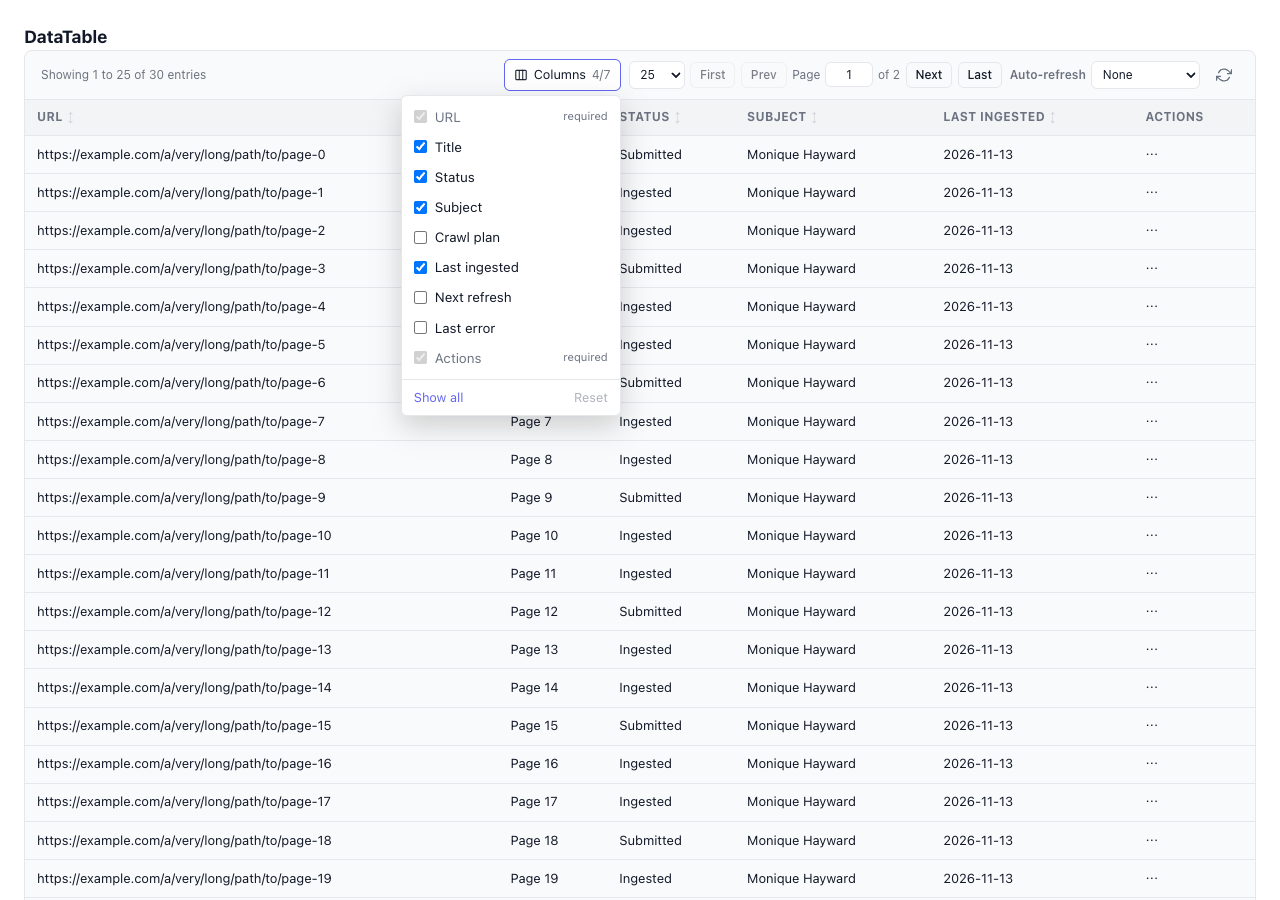 DataTable
Showing 1 to 25 of 30 entries Columns 4/7 25 First Prev Page 1 of 2 Next Last Auto-refresh None
URL STATUS SUBJECT LAST INGESTED ACTIONS
URL required
Title
Status
Subject
Crawl plan
Last ingested
Next refresh
Last error
Actions required
Show all Reset
https://example.com/a/very/long/path/to/page-0 Submitted Monique Hayward 2026-11-13 ...
https://example.com/a/very/long/path/to/page-1 Ingested Monique Hayward 2026-11-13 ...
https://example.com/a/very/long/path/to/page-2 Ingested Monique Hayward 2026-11-13 ...
https://example.com/a/very/long/path/to/page-3 Submitted Monique Hayward 2026-11-13 ...
https://example.com/a/very/long/path/to/page-4 Ingested Monique Hayward 2026-11-13 ...
https://example.com/a/very/long/path/to/page-5 Ingested Monique Hayward 2026-11-13 ...
https://example.com/a/very/long/path/to/page-6 Submitted Monique Hayward 2026-11-13 ...
https://example.com/a/very/long/path/to/page-7 Page 7 Ingested Monique Hayward 2026-11-13 ...
https://example.com/a/very/long/path/to/page-8 Page 8 Ingested Monique Hayward 2026-11-13 ...
https://example.com/a/very/long/path/to/page-9 Page 9 Submitted Monique Hayward 2026-11-13 ...
https://example.com/a/very/long/path/to/page-10 Page 10 Ingested Monique Hayward 2026-11-13 ...
https://example.com/a/very/long/path/to/page-11 Page 11 Ingested Monique Hayward 2026-11-13 ...
https://example.com/a/very/long/path/to/page-12 Page 12 Submitted Monique Hayward 2026-11-13 ...
https://example.com/a/very/long/path/to/page-13 Page 13 Ingested Monique Hayward 2026-11-13 ...
https://example.com/a/very/long/path/to/page-14 Page 14 Ingested Monique Hayward 2026-11-13 ...
https://example.com/a/very/long/path/to/page-15 Page 15 Submitted Monique Hayward 2026-11-13 ...
https://example.com/a/very/long/path/to/page-16 Page 16 Ingested Monique Hayward 2026-11-13 ...
https://example.com/a/very/long/path/to/page-17 Page 17 Ingested Monique Hayward 2026-11-13 ...
https://example.com/a/very/long/path/to/page-18 Page 18 Submitted Monique Hayward 2026-11-13 ...
https://example.com/a/very/long/path/to/page-19 Page 19 Ingested Monique Hayward 2026-11-13 ...